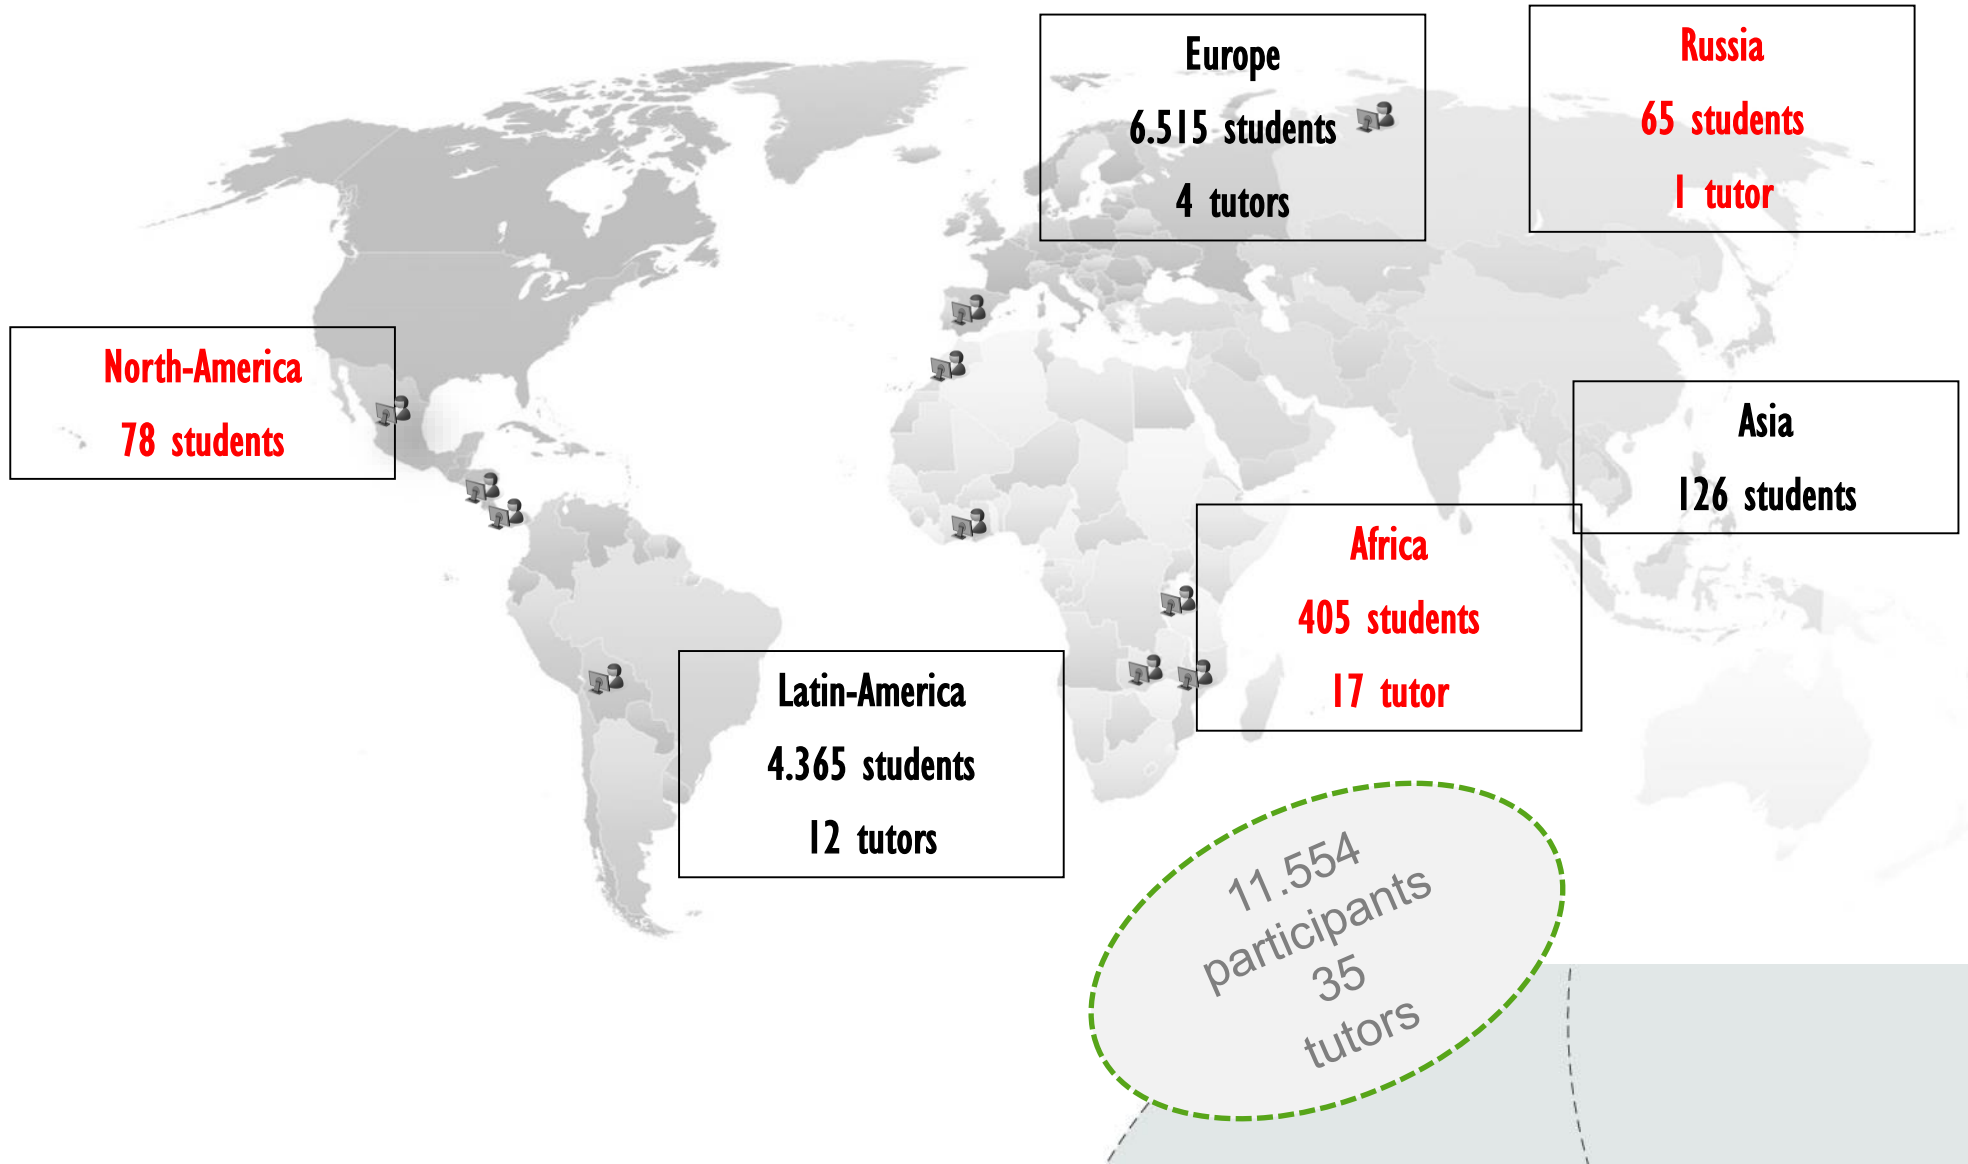 Europe
6.515 students
4 tutors
Russia
65 students
1 tutor
North-America
78 students
Asia
126 students
Africa
405 students
17 tutor
Latin-America
4.365 students
12 tutors
11.554
participants
35
tutors